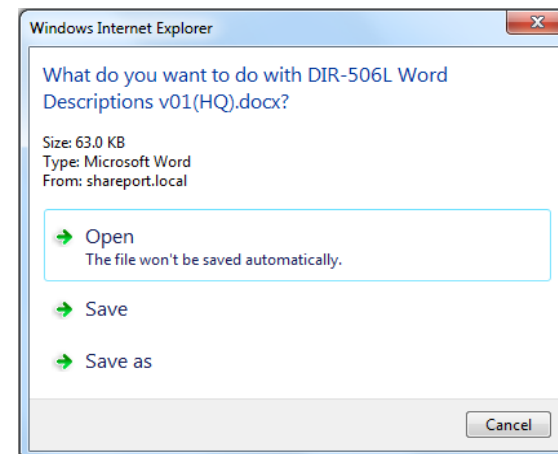 Windows Internet Explorer
What do you want to do with DIR-506L Word
Descriptions v01(HQ).docx?
Size: 63.0 KB
Type: Microsoft Word
From: shareport.local
Open
The file won't be saved automatically.
Save
Save as
Cancel